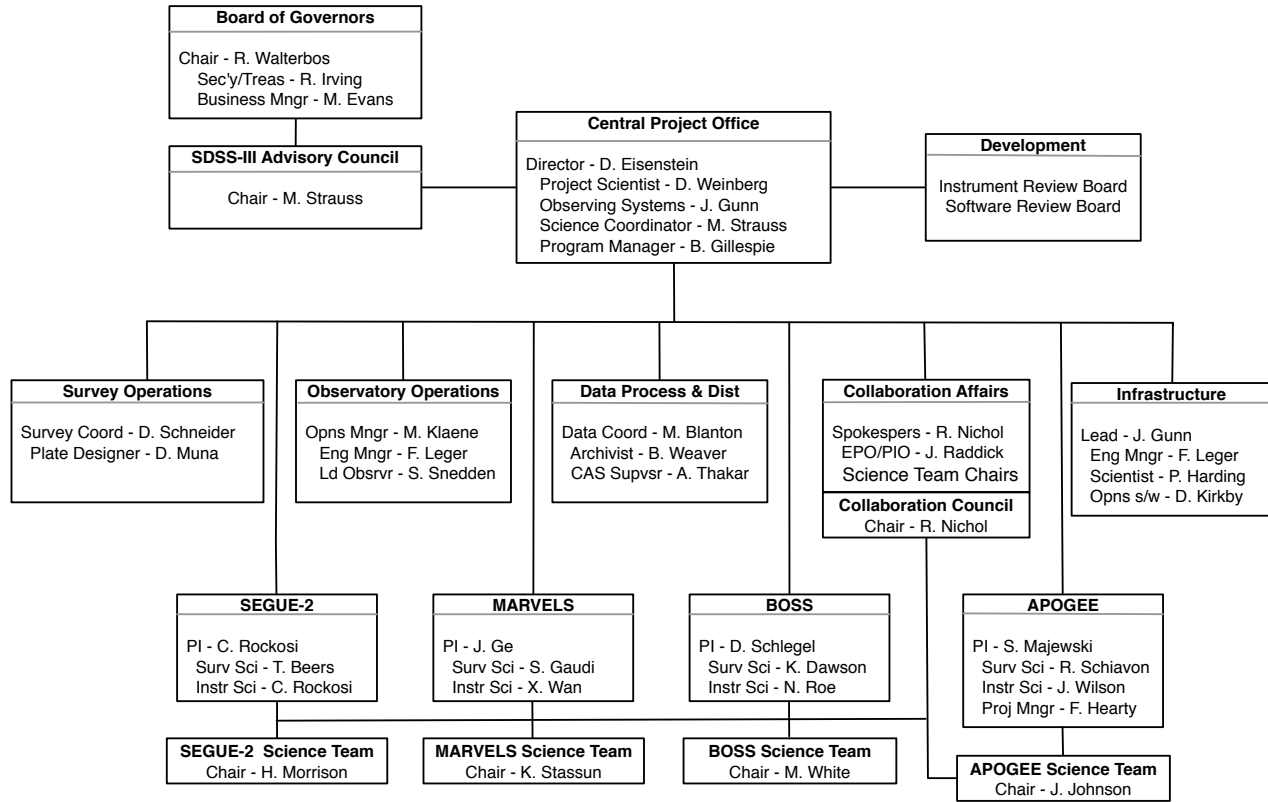 Board of Governors
Chair - R. Walterbos
Sec'y/Treas - R. Irving
Business Mngr - M. Evans
SDSS-III Advisory Council
Chair - M. Strauss
Central Project Office
Director - D. Eisenstein
Project Scientist - D. Weinberg
Observing Systems - J. Gunn
Science Coordinator - M. Strauss
Program Manager - B. Gillespie
Development
Instrument Review Board
Software Review Board
Survey Operations
Survey Coord - D. Schneider
Plate Designer - D. Muna
Observatory Operations
Opns Mngr - M. Klaene
Eng Mngr - F. Leger
Ld Obsrvr - S. Snedden
Data Process & Dist
Data Coord - M. Blanton
Archivist - B. Weaver
CAS Supvsr - A. Thakar
Collaboration Affairs
Spokespers - R. Nichol
EPO/PIO - J. Raddick
Science Team Chairs
Collaboration Council
Chair - R. Nichol
Infrastructure
Lead - J. Gunn
Eng Mngr - F. Leger
Scientist - P. Harding
Opns s/w - D. Kirkby
SEGUE-2
PI - C. Rockosi
Surv Sci - T. Beers
Instr Sci - C. Rockosi
MARVELS
PI - J. Ge
Surv Sci - S. Gaudi
Instr Sci - X. Wan
BOSS
PI - D. Schlegel
Surv Sci - K. Dawson
Instr Sci - N. Roe
APOGEE
PI - S. Majewski
Surv Sci - R. Schiavon
Instr Sci - J. Wilson
Proj Mngr - F. Hearty
SEGUE-2 Science Team
Chair - H. Morrison
MARVELS Science Team
Chair - K. Stassun
BOSS Science Team
Chair - M. White
APOGEE Science Team
Chair - J. Johnson